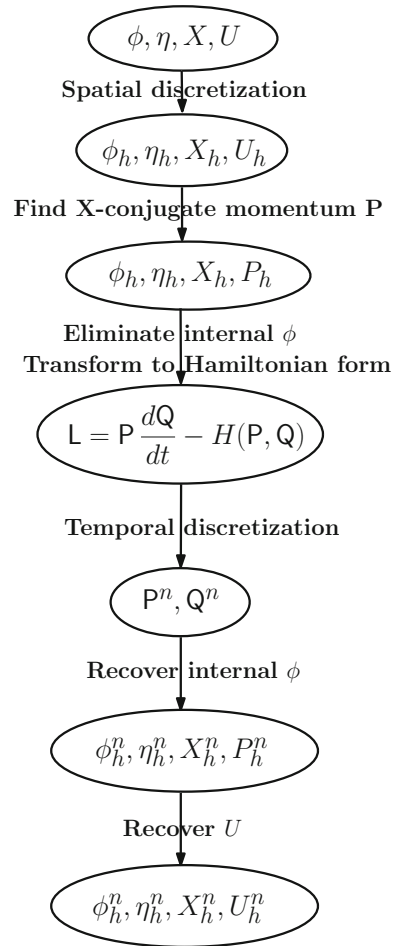 ϕ, η, X, U
Spatial discretization
ϕ_h, η_h, X_h, U_h
Find X-conjugate momentum P
ϕ_h, η_h, X_h, P_h
Eliminate internal ϕ
Transform to Hamiltonian form
L = P dQ/dt − H(P, Q)
Temporal discretization
P^n, Q^n
Recover internal ϕ
ϕ_h^n, η_h^n, X_h^n, P_h^n
Recover U
ϕ_h^n, η_h^n, X_h^n, U_h^n